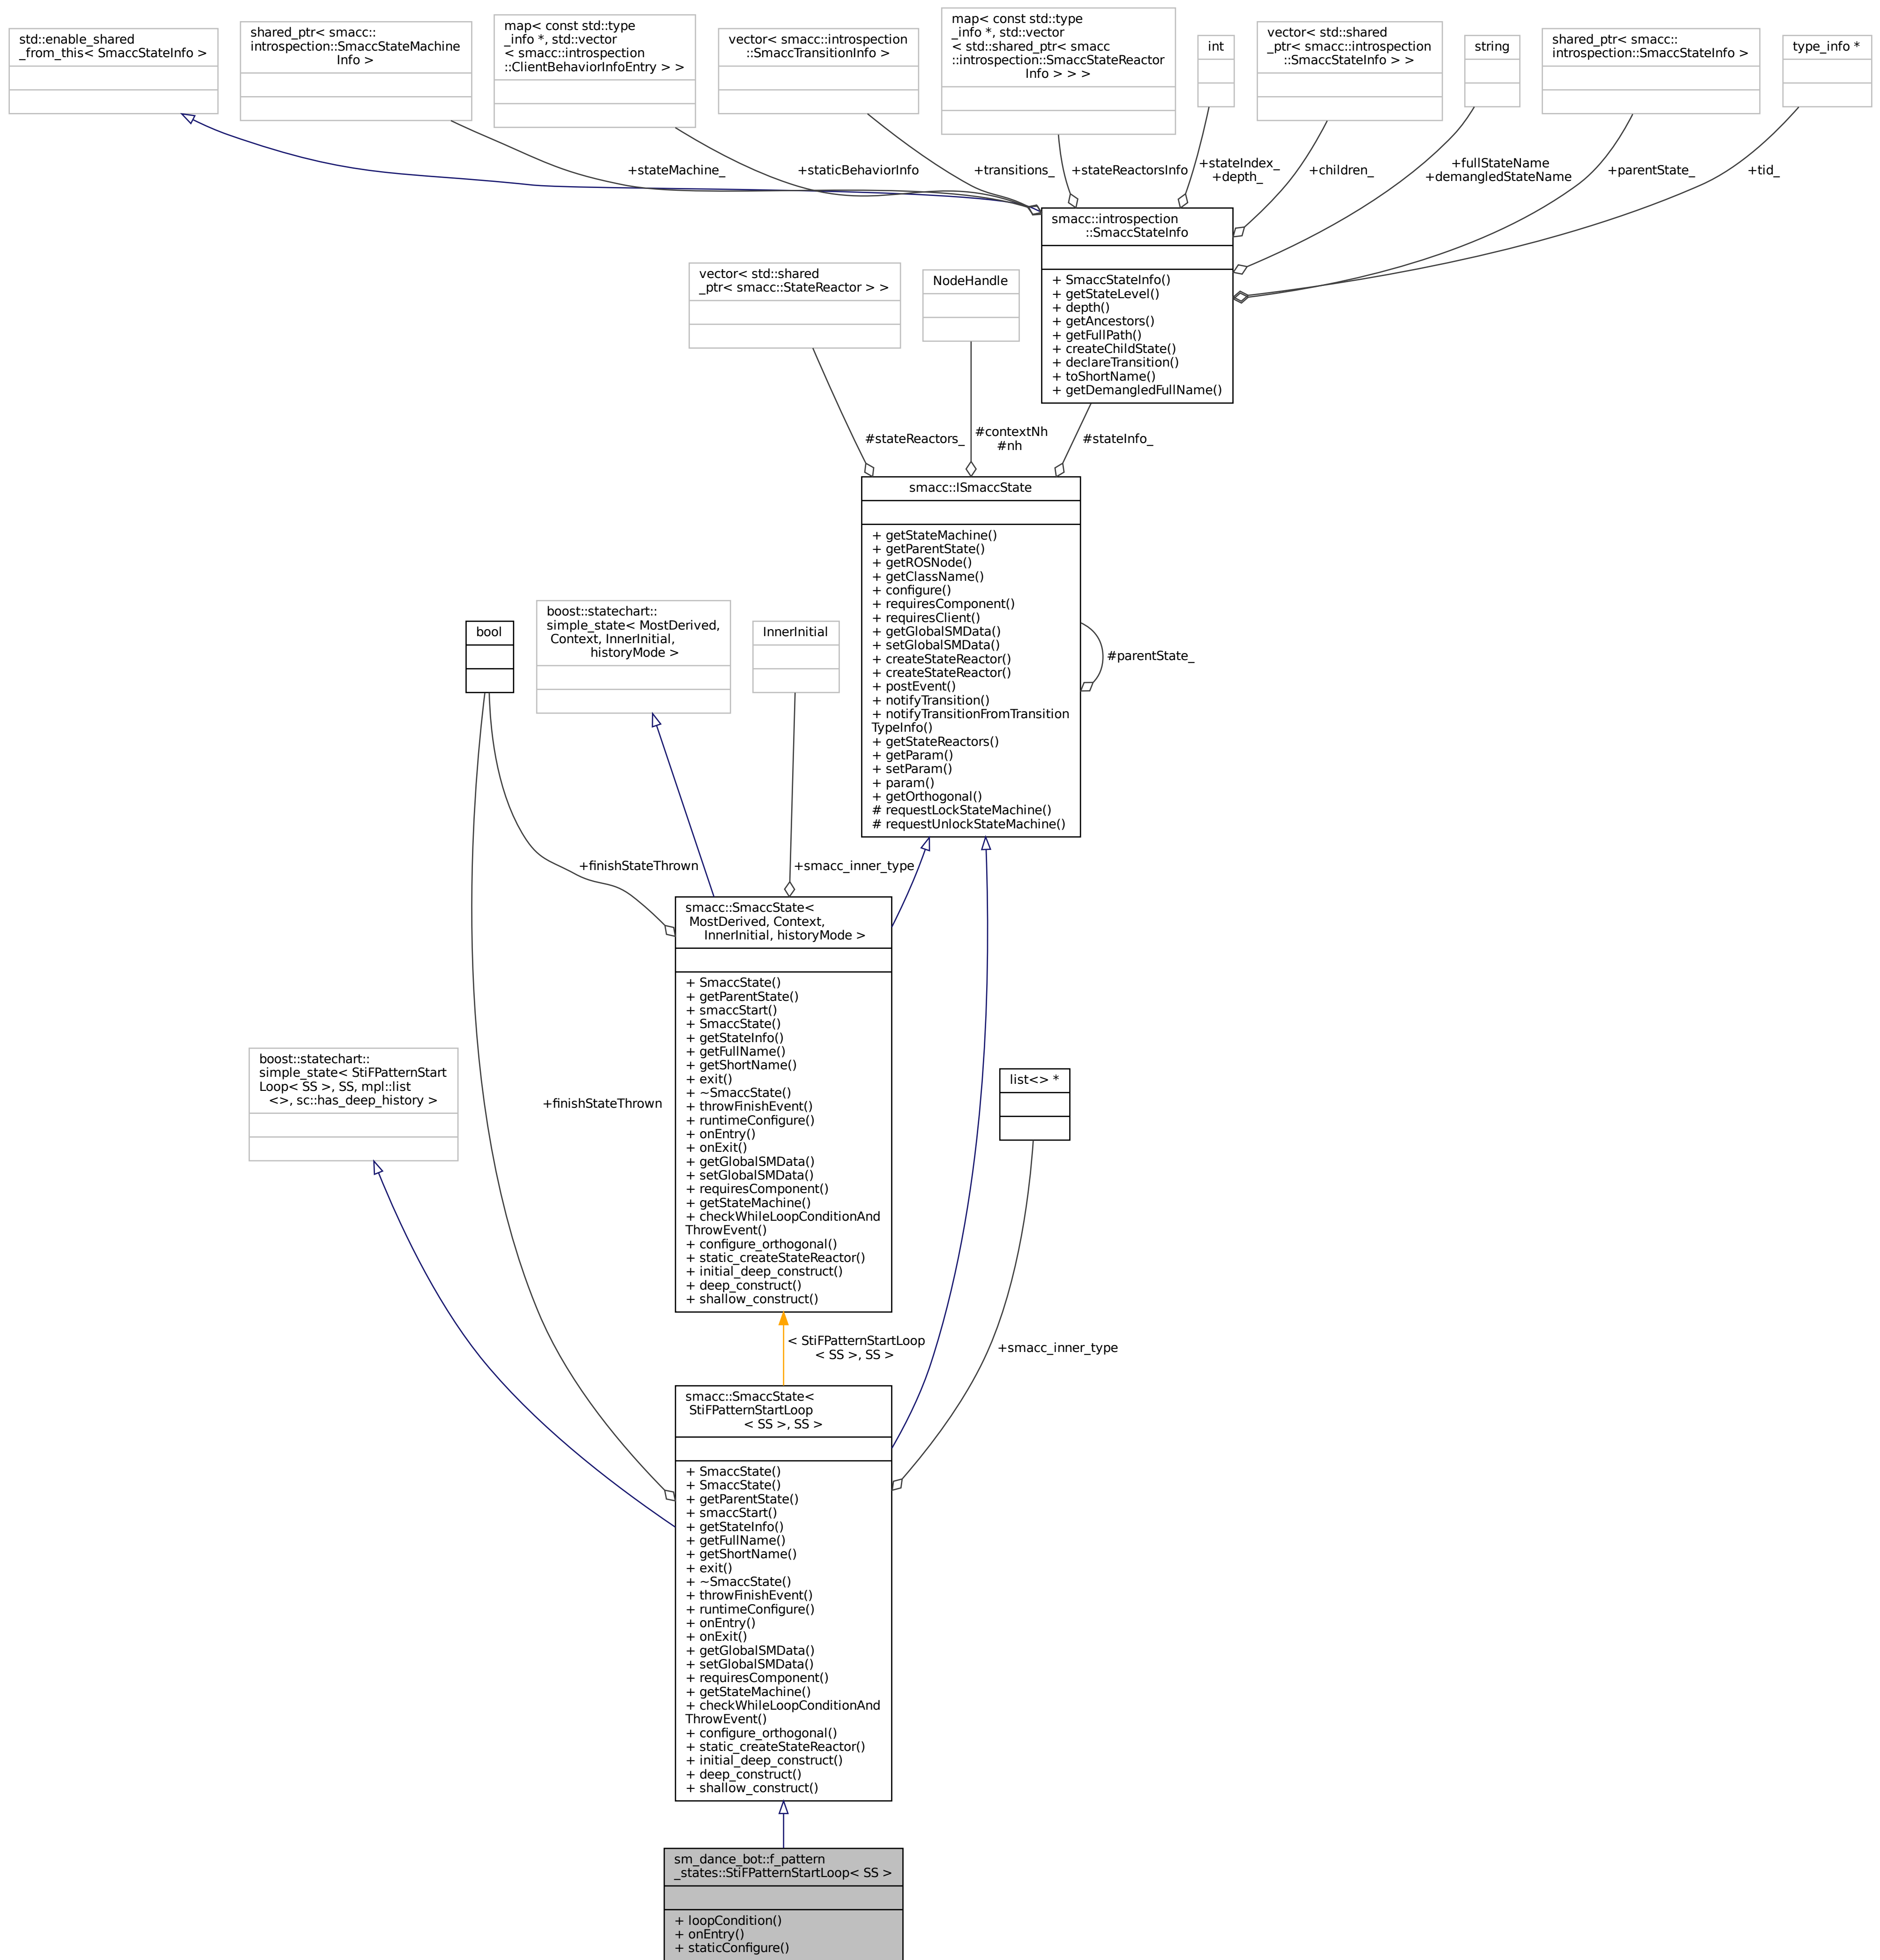 std::enable_shared
_from_this< SmaccStateInfo >
shared_ptr< smacc::
introspection::SmaccStateMachine
Info >
map< const std::type
_info *, std::vector
< smacc::introspection
::ClientBehaviorInfoEntry > >
vector< smacc::introspection
::SmaccTransitionInfo >
map< const std::type
_info *, std::vector
< std::shared_ptr< smacc
::introspection::SmaccStateReactor
Info > > >
int
vector< std::shared
_ptr< smacc::introspection
::SmaccStateInfo > >
string
shared_ptr< smacc::
introspection::SmaccStateInfo >
type_info *
+stateMachine_
+staticBehaviorInfo
+transitions_
+stateReactorsInfo
+stateIndex_
+depth_
+children_
+fullStateName
+demangledStateName
+parentState_
+tid_
smacc::introspection
::SmaccStateInfo
+ SmaccStateInfo()
+ getStateLevel()
+ depth()
+ getAncestors()
+ getFullPath()
+ createChildState()
+ declareTransition()
+ toShortName()
+ getDemangledFullName()
vector< std::shared
_ptr< smacc::StateReactor > >
NodeHandle
#stateReactors_
#contextNh
#nh
#stateInfo_
smacc::ISmaccState
+ getStateMachine()
+ getParentState()
+ getROSNode()
+ getClassName()
+ configure()
+ requiresComponent()
+ requiresClient()
+ getGlobalSMData()
+ setGlobalSMData()
+ createStateReactor()
+ createStateReactor()
+ postEvent()
+ notifyTransition()
+ notifyTransitionFromTransition
TypeInfo()
+ getStateReactors()
+ getParam()
+ setParam()
+ param()
+ getOrthogonal()
# requestLockStateMachine()
# requestUnlockStateMachine()
#parentState_
bool
boost::statechart::
simple_state< MostDerived,
Context, InnerInitial,
historyMode >
InnerInitial
+finishStateThrown
+smacc_inner_type
smacc::SmaccState<
MostDerived, Context,
InnerInitial, historyMode >
+ SmaccState()
+ getParentState()
+ smaccStart()
+ SmaccState()
+ getStateInfo()
+ getFullName()
+ getShortName()
+ exit()
+ ~SmaccState()
+ throwFinishEvent()
+ runtimeConfigure()
+ onEntry()
+ onExit()
+ getGlobalSMData()
+ setGlobalSMData()
+ requiresComponent()
+ getStateMachine()
+ checkWhileLoopConditionAnd
ThrowEvent()
+ configure_orthogonal()
+ static_createStateReactor()
+ initial_deep_construct()
+ deep_construct()
+ shallow_construct()
boost::statechart::
simple_state< StiFPatternStart
Loop< SS >, SS, mpl::list
<>, sc::has_deep_history >
+finishStateThrown
list<> *
< StiFPatternStartLoop
< SS >, SS >
+smacc_inner_type
smacc::SmaccState<
StiFPatternStartLoop
< SS >, SS >
+ SmaccState()
+ SmaccState()
+ getParentState()
+ smaccStart()
+ getStateInfo()
+ getFullName()
+ getShortName()
+ exit()
+ ~SmaccState()
+ throwFinishEvent()
+ runtimeConfigure()
+ onEntry()
+ onExit()
+ getGlobalSMData()
+ setGlobalSMData()
+ requiresComponent()
+ getStateMachine()
+ checkWhileLoopConditionAnd
ThrowEvent()
+ configure_orthogonal()
+ static_createStateReactor()
+ initial_deep_construct()
+ deep_construct()
+ shallow_construct()
sm_dance_bot::f_pattern
_states::StiFPatternStartLoop< SS >
+ loopCondition()
+ onEntry()
+ staticConfigure()